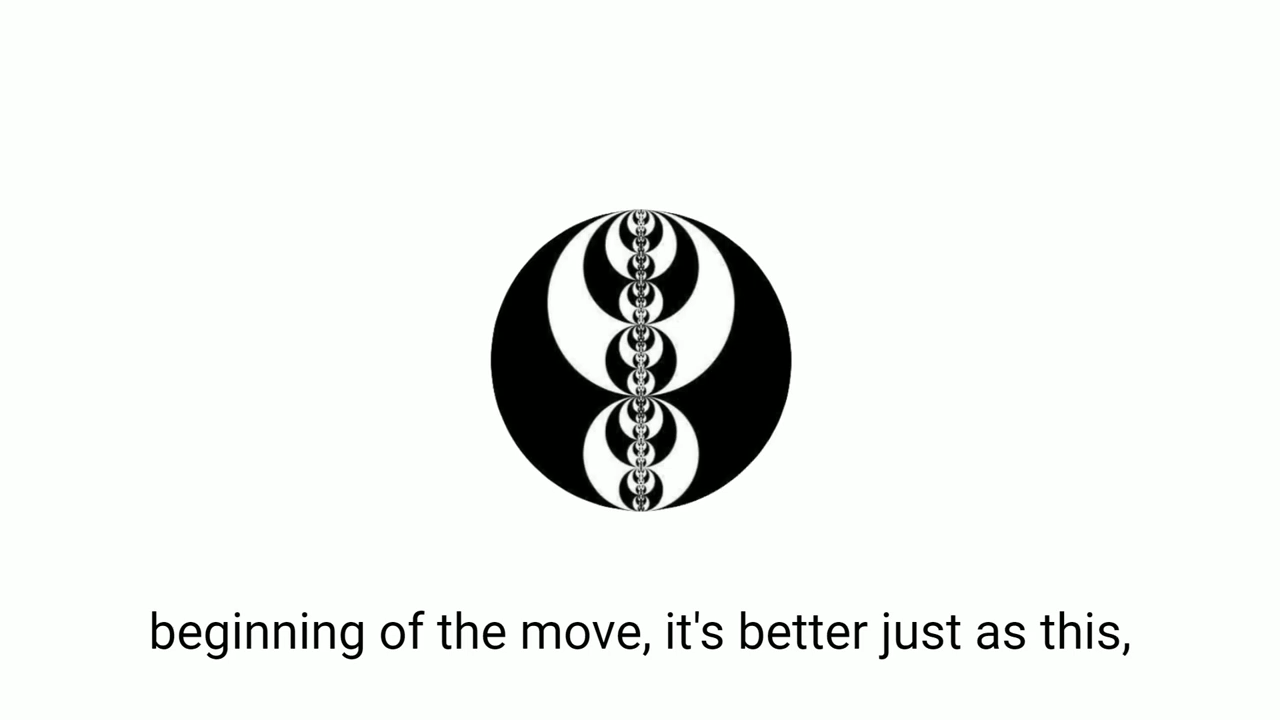 beginning of the move, it's better just as this,